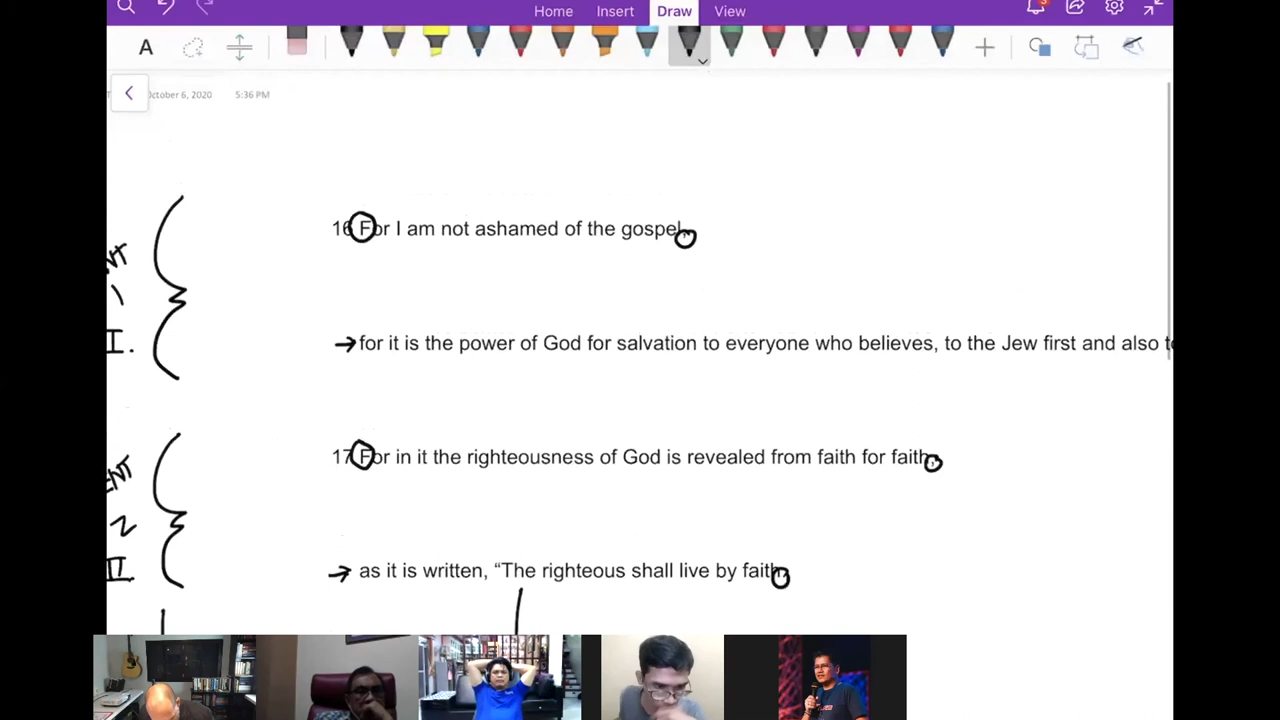 Home Insert Draw View
A
October 6, 2020 5:36 PM
16 For I am not ashamed of the gospel,
I.
for it is the power of God for salvation to everyone who believes, to the Jew first and also
17 For in it the righteousness of God is revealed from faith for faith,
2
II.
as it is written, “The righteous shall live by faith